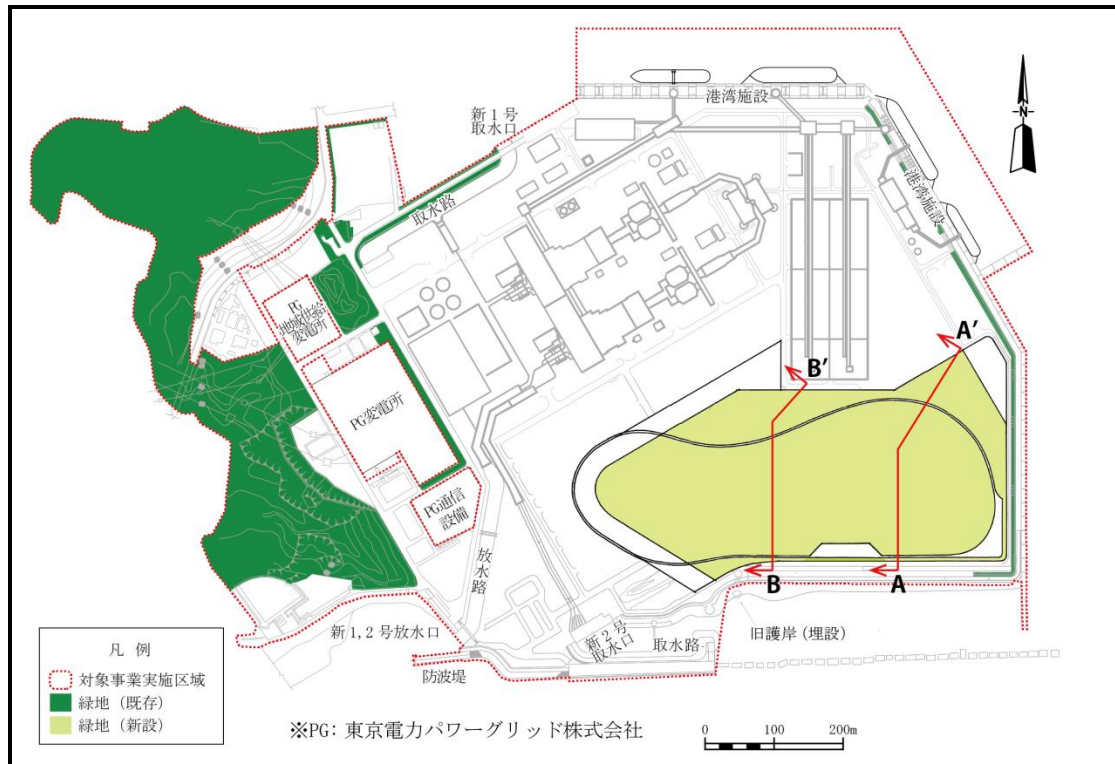 港湾施設
新1号
取水口
N
取水路
港湾施設
PG
地域供給
変電所
A'
B'
PG変電所
PG通信
設備
放水路
B
A
新1,2号放水口
新2号
取水口
取水路
旧護岸（埋設）
防波堤
凡 例
対象事業実施区域
緑地（既存）
緑地（新設）
※PG：東京電力パワーグリッド株式会社
0 100 200m